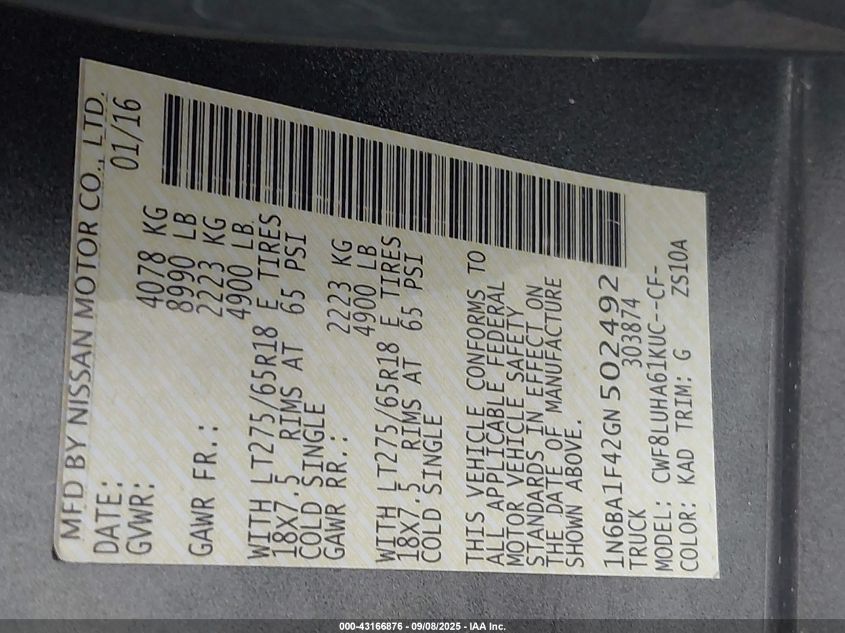 MFD BY NISSAN MOTOR CO., LTD.
DATE: 01/16
GVWR: 4078 KG
8990 LB
GAWR FR.: 2223 KG
4900 LB
WITH LT275/65R18 E TIRES
18X7.5 RIMS AT 65 PSI
COLD SINGLE
GAWR RR.: 2223 KG
4900 LB
WITH LT275/65R18 E TIRES
18X7.5 RIMS AT 65 PSI
COLD SINGLE
THIS VEHICLE CONFORMS TO
ALL APPLICABLE FEDERAL
MOTOR VEHICLE SAFETY
STANDARDS IN EFFECT ON
THE DATE OF MANUFACTURE
SHOWN ABOVE.
1N6BA1F42GN502492
TRUCK 303874
MODEL: CWF8LUHA61KUC--CF-
COLOR: KAD TRIM: G ZS10A
000-43166876 - 09/08/2025 - IAA Inc.